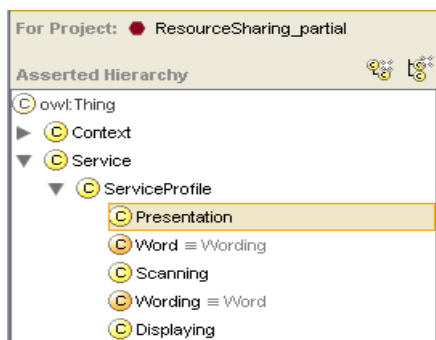 For Project: ResourceSharing_partial
Asserted Hierarchy
C owl:Thing
C Context
C Service
C ServiceProfile
C Presentation
C Word ≡ Wording
C Scanning
C Wording ≡ Word
C Displaying